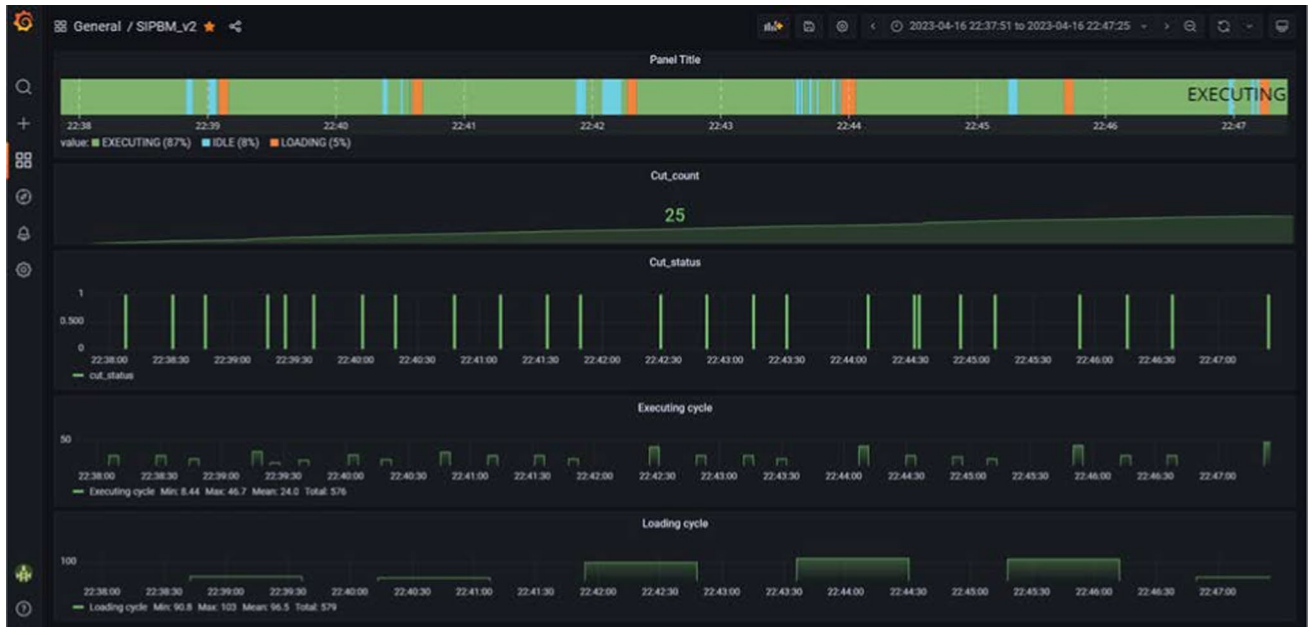 General / SIPBM_v2 2023-04-16 22:37:51 to 2023-04-16 22:47:25
Panel Title
EXECUTING
22:38 22:39 22:40 22:41 22:42 22:43 22:44 22:45 22:46 22:47
value: EXECUTING (87%) IDLE (8%) LOADING (5%)
Cut_count
25
Cut_status
1
0.500
0
22:38:00 22:38:30 22:39:00 22:39:30 22:40:00 22:40:30 22:41:00 22:41:30 22:42:00 22:42:30 22:43:00 22:43:30 22:44:00 22:44:30 22:45:00 22:45:30 22:46:00 22:46:30 22:47:00
cut_status
Executing cycle
50
22:38:00 22:38:30 22:39:00 22:39:30 22:40:00 22:40:30 22:41:00 22:41:30 22:42:00 22:42:30 22:43:00 22:43:30 22:44:00 22:44:30 22:45:00 22:45:30 22:46:00 22:46:30 22:47:00
Executing cycle Min: 8.44 Max: 46.7 Mean: 24.0 Total: 576
Loading cycle
100
22:38:00 22:38:30 22:39:00 22:39:30 22:40:00 22:40:30 22:41:00 22:41:30 22:42:00 22:42:30 22:43:00 22:43:30 22:44:00 22:44:30 22:45:00 22:45:30 22:46:00 22:46:30 22:47:00
Loading cycle Min: 90.8 Max: 103 Mean: 96.5 Total: 579